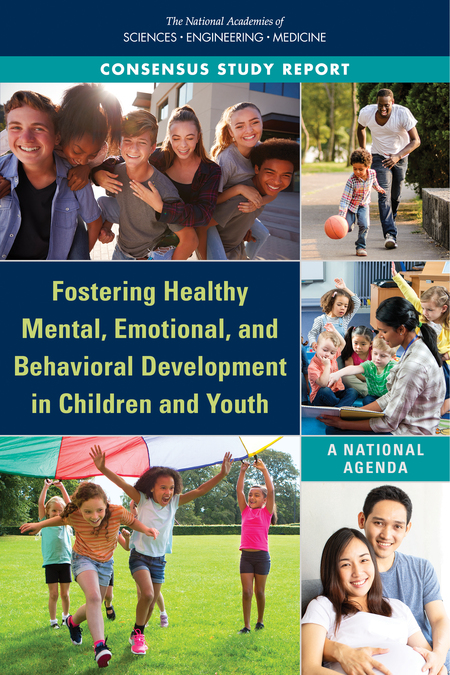 The National Academies of
SCIENCES • ENGINEERING • MEDICINE
CONSENSUS STUDY REPORT
Fostering Healthy
Mental, Emotional, and
Behavioral Development
in Children and Youth
A NATIONAL
AGENDA